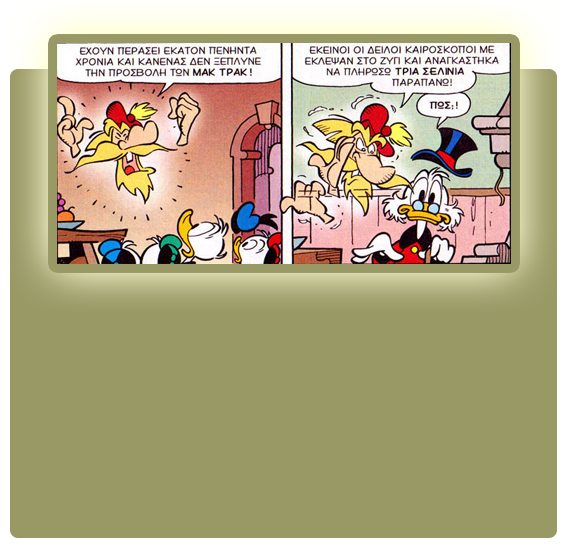 ΕΧΟΥΝ ΠΕΡΑΣΕΙ ΕΚΑΤΟΝ ΠΕΝΗΝΤΑ
ΧΡΟΝΙΑ ΚΑΙ ΚΑΝΕΝΑΣ ΔΕΝ ΞΕΠΛΥΝΕ
ΤΗΝ ΠΡΟΣΒΟΛΗ ΤΩΝ ΜΑΚ ΤΡΑΚ!
ΕΚΕΙΝΟΙ ΟΙ ΔΕΙΛΟΙ ΚΑΙΡΟΣΚΟΠΟΙ ΜΕ
ΕΚΛΕΨΑΝ ΣΤΟ ΖΥΓΙ ΚΑΙ ΑΝΑΓΚΑΣΤΗΚΑ
ΝΑ ΠΛΗΡΩΣΩ ΤΡΙΑ ΣΕΛΙΝΙΑ
ΠΑΡΑΠΑΝΩ!
ΠΩΣ;!